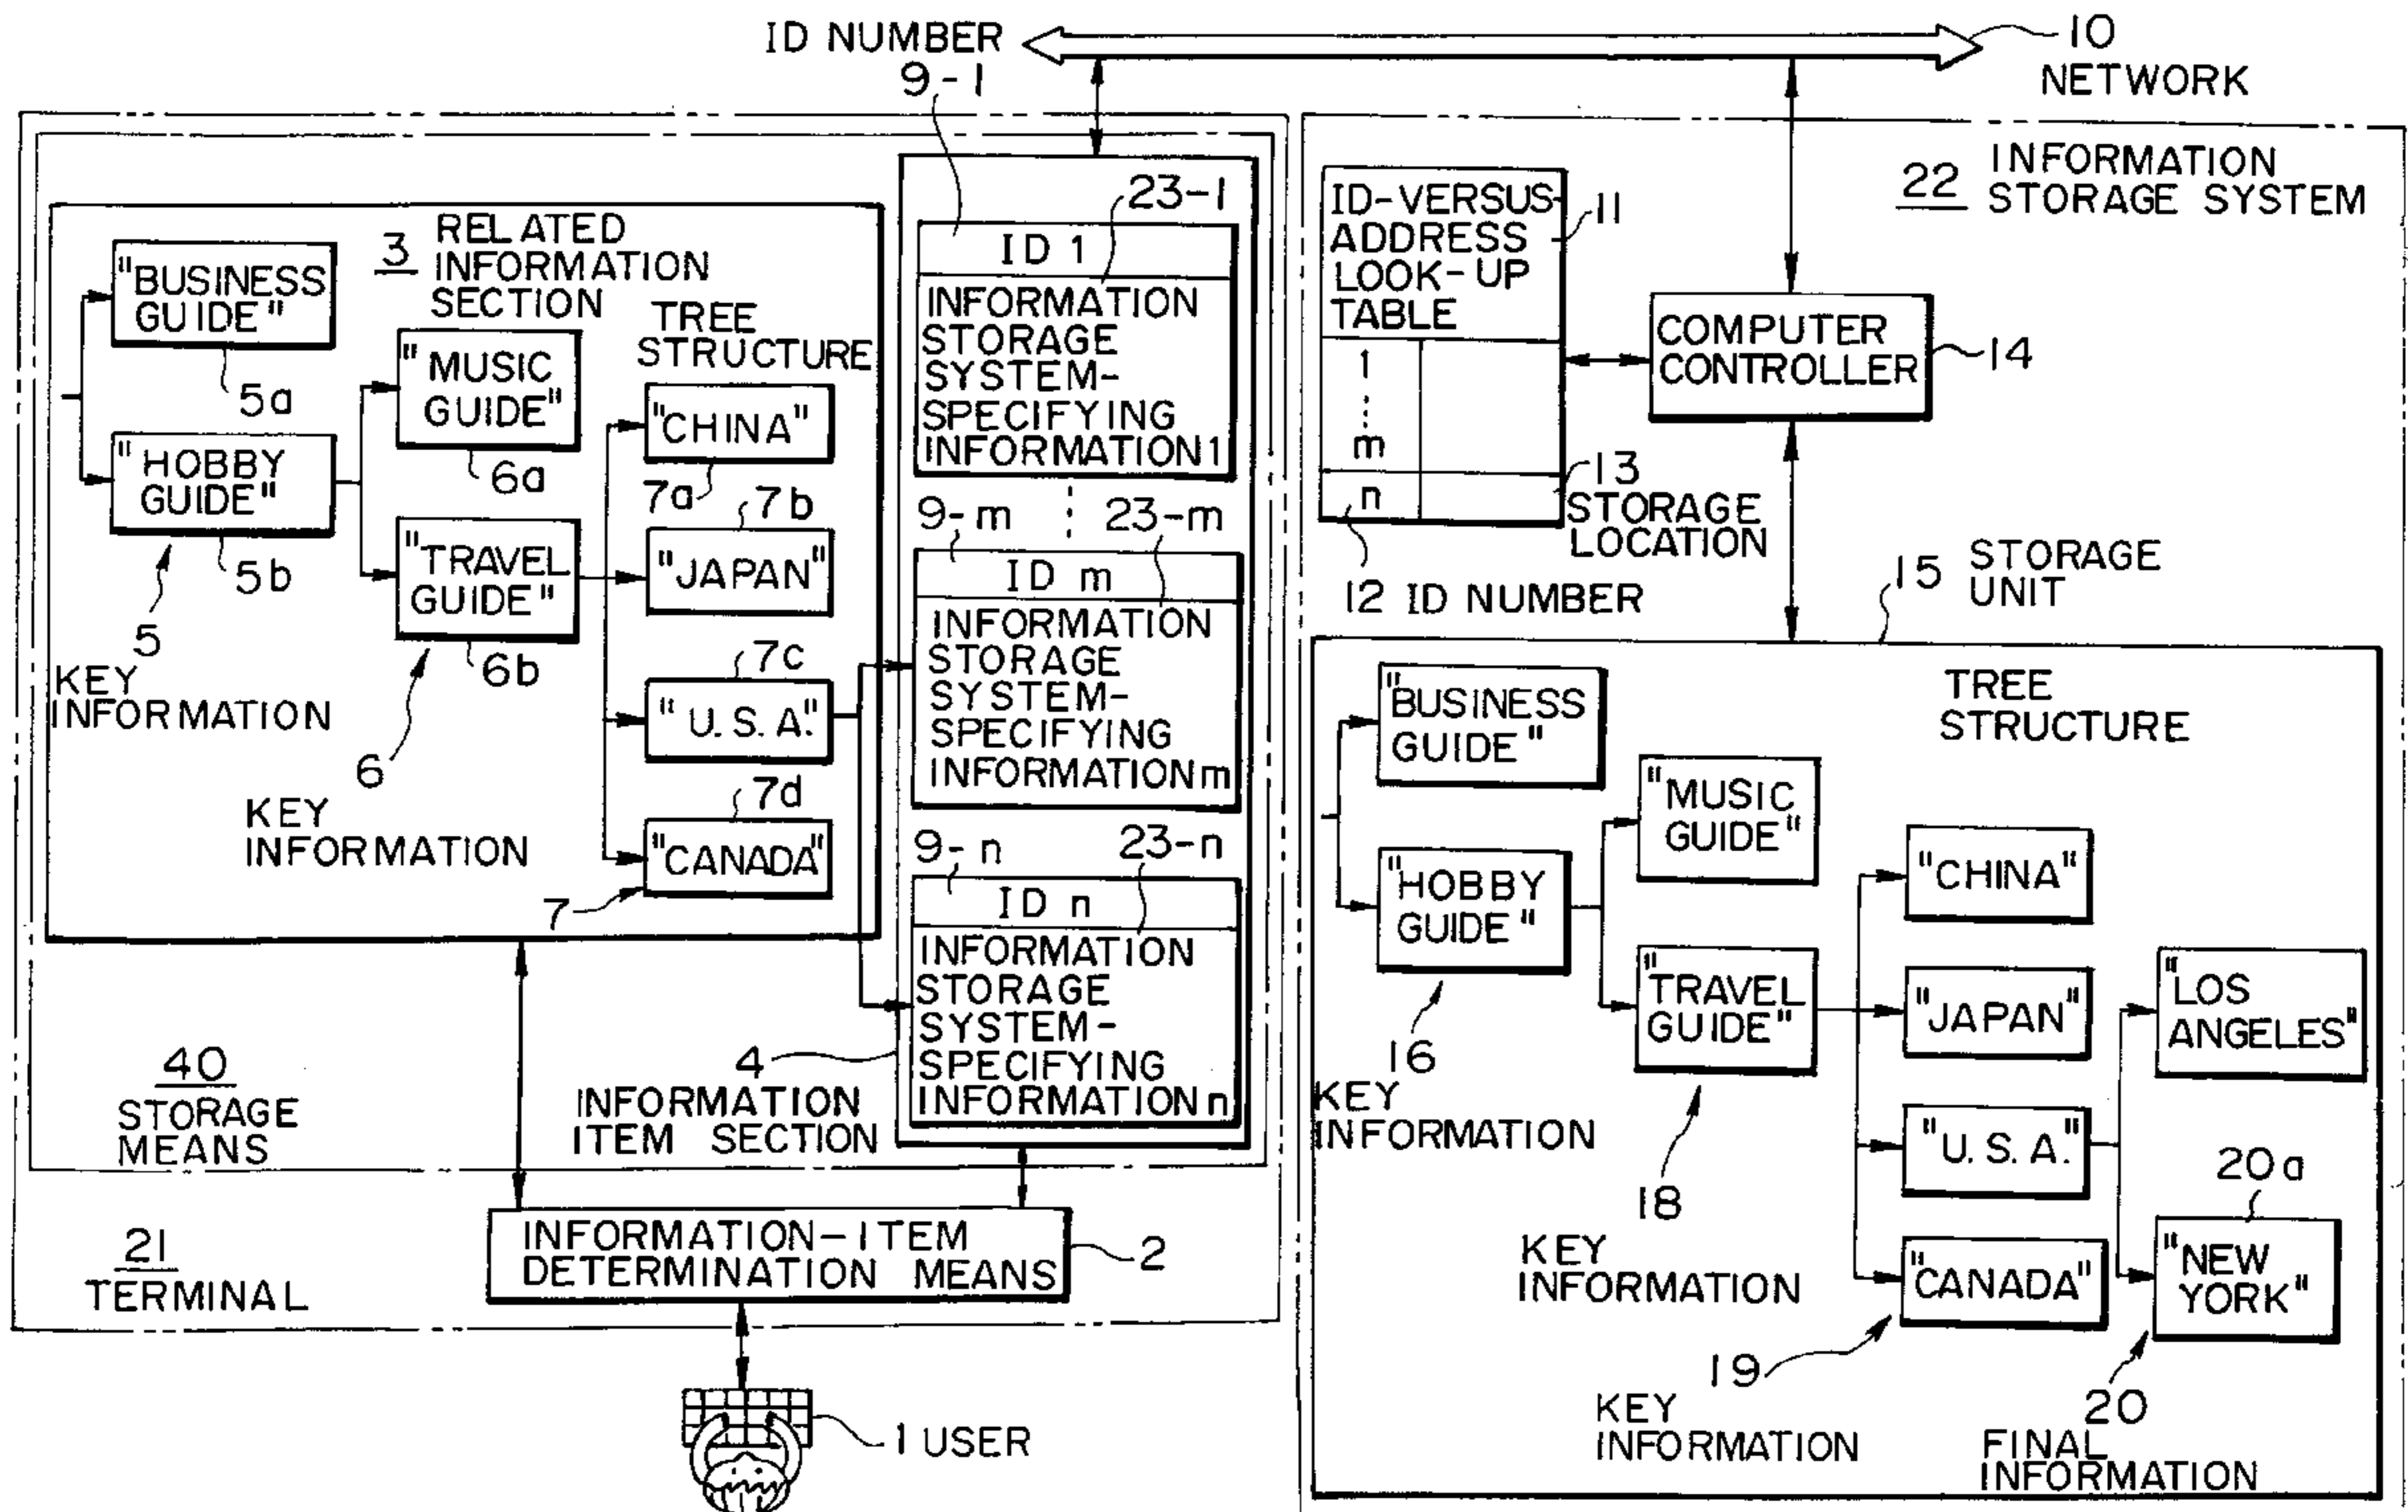 ID NUMBER
9-1
10
NETWORK
3 RELATED
INFORMATION
SECTION
"BUSINESS
GUIDE"
5a
"HOBBY
GUIDE"
5b
5
KEY
INFORMATION
"MUSIC
GUIDE"
6a
"TRAVEL
GUIDE"
6b
6
KEY
INFORMATION
TREE
STRUCTURE
"CHINA"
7a
7b
"JAPAN"
7c
"U.S.A."
7d
"CANADA"
7
23-1
ID 1
INFORMATION
STORAGE
SYSTEM-
SPECIFYING
INFORMATION 1
9-m
23-m
ID m
INFORMATION
STORAGE
SYSTEM-
SPECIFYING
INFORMATION m
9-n
23-n
ID n
INFORMATION
STORAGE
SYSTEM-
SPECIFYING
INFORMATION n
40
STORAGE
MEANS
4
INFORMATION
ITEM SECTION
21
TERMINAL
INFORMATION-ITEM
DETERMINATION MEANS
2
1 USER
22 INFORMATION
STORAGE SYSTEM
ID-VERSUS-
ADDRESS
LOOK-UP
TABLE
11
1
m
n
13
STORAGE
LOCATION
12 ID NUMBER
COMPUTER
CONTROLLER
14
15 STORAGE
UNIT
TREE
STRUCTURE
"BUSINESS
GUIDE"
"HOBBY
GUIDE"
16
KEY
INFORMATION
"MUSIC
GUIDE"
"TRAVEL
GUIDE"
18
KEY
INFORMATION
"CHINA"
"JAPAN"
"U.S.A."
"CANADA"
19
KEY
INFORMATION
"LOS
ANGELES"
20a
"NEW
YORK"
20
FINAL
INFORMATION